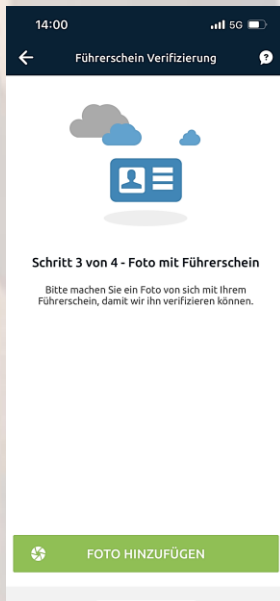 14:00
5G
Führerschein Verifizierung
?
Schritt 3 von 4 - Foto mit Führerschein
Bitte machen Sie ein Foto von sich mit Ihrem
Führerschein, damit wir ihn verifizieren können.
FOTO HINZUFÜGEN